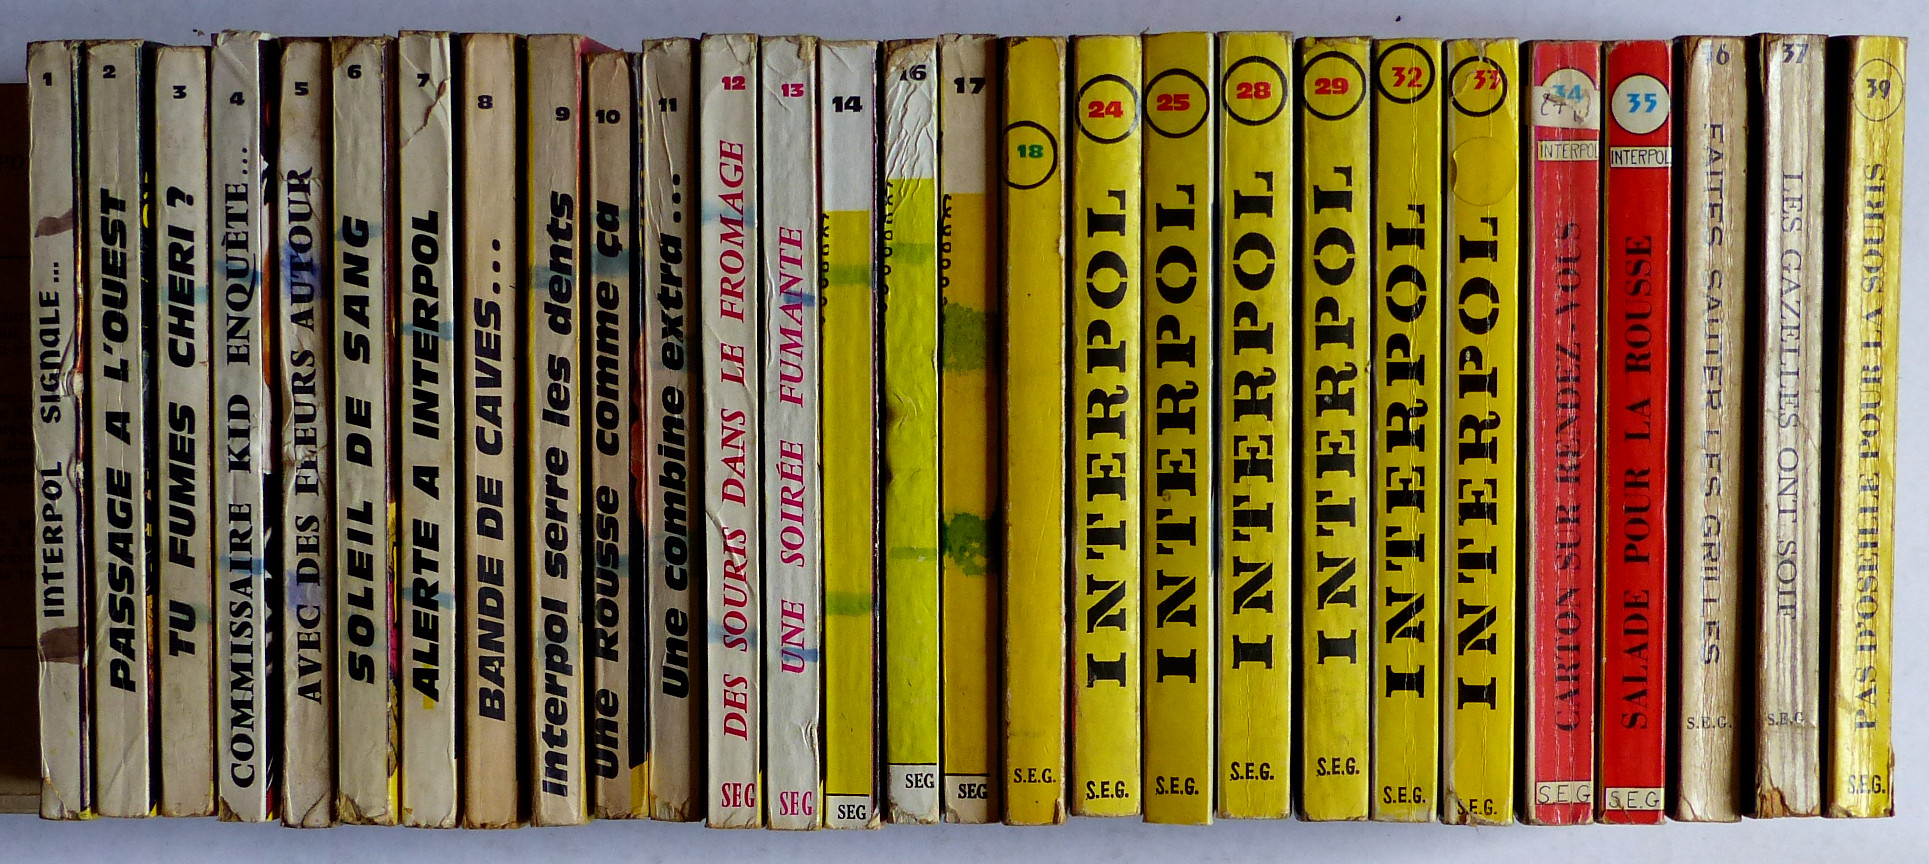 1 INTERPOL SIGNALE...
2 PASSAGE A L'OUEST
3 TU FUMES CHERI ?
4 COMMISSAIRE KID ENQUÈTE...
5 AVEC DES FLEURS AUTOUR
6 SOLEIL DE SANG
7 ALERTE A INTERPOL
8 BANDE DE CAVES...
9 Interpol serre les dents
10 une Rousse comme ça
11 Une combine extra...
12 DES SOURIS DANS LE FROMAGE SEG
13 UNE SOIRÉE FUMANTE SEG
14 SEG
16 SEG
17 SEG
18 S.E.G.
24 INTERPOL S.E.G.
25 INTERPOL S.E.G.
28 INTERPOL S.E.G.
29 INTERPOL S.E.G.
32 INTERPOL S.E.G.
33 INTERPOL S.E.G.
34 INTERPOL CARTON SUR RENDEZ-VOUS S.E.G
35 INTERPOL SALADE POUR LA ROUSSE S.E.G
6 FAITES SAUTER LES GRILLES S.E.G.
37 LES GAZELLES ONT SOIF S.E.G
39 PAS D'OSEILLE POUR LA SOURIS S.E.G.